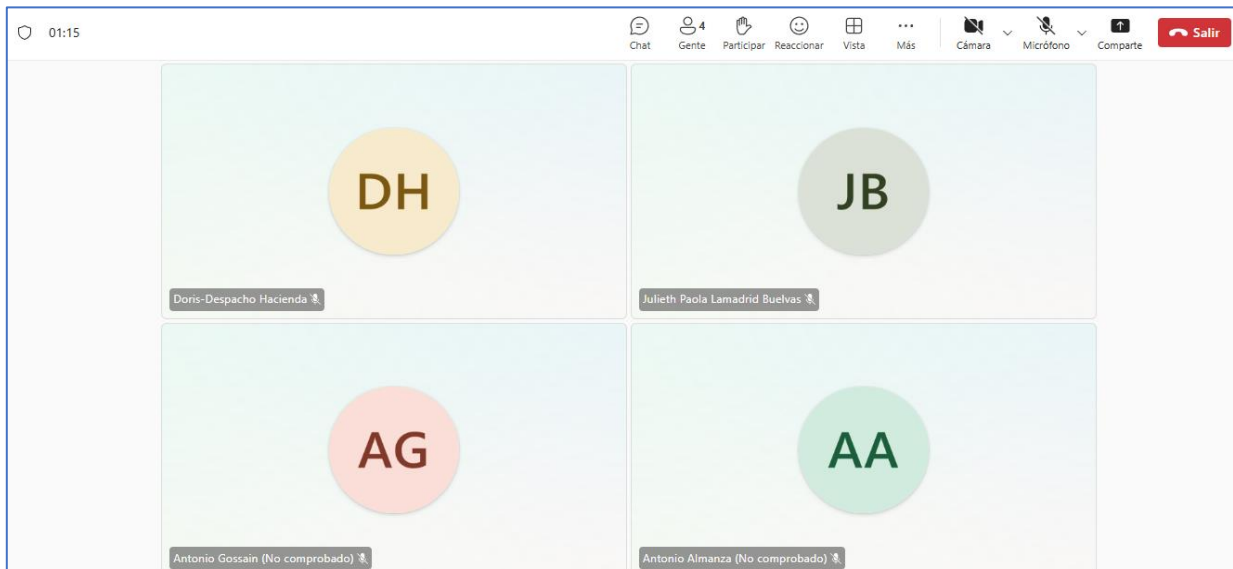 01:15
Chat
Gente 4
Participar
Reaccionar
Vista
Más
Cámara
Micrófono
Comparte
Salir
DH
Doris-Despacho Hacienda
JB
Julieth Paola Lamadrid Buelvas
AG
Antonio Gossain (No comprobado)
AA
Antonio Almanza (No comprobado)